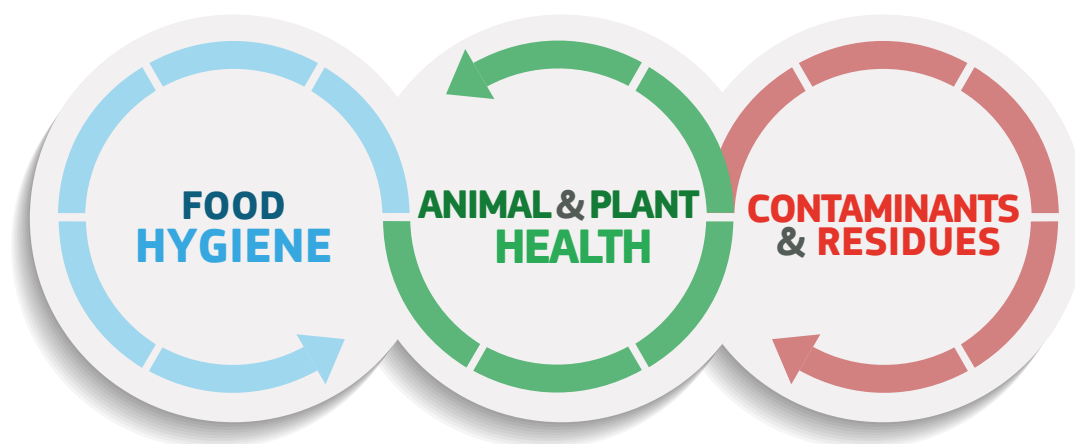 FOOD
HYGIENE
ANIMAL & PLANT
HEALTH
CONTAMINANTS
& RESIDUES